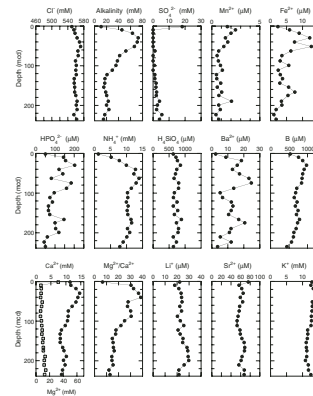 Cl⁻ (mM)
Alkalinity (mM)
SO₄²⁻ (mM)
Mn²⁺ (µM)
Fe²⁺ (µM)
460 480 500 520 540 560 580
0 20 40 60 80
0 10 20 30
0 5
0 5 10 15
Depth (mcd)
0
100
200
HPO₄²⁻ (µM)
NH₄⁺ (mM)
H₄SiO₄ (µM)
Ba²⁺ (µM)
B (µM)
0 100 200
0 5 10 15
0 500 1000
0 10 20 30
0 500 1000
Depth (mcd)
0
100
200
Ca²⁺ (mM)
Mg²⁺/Ca²⁺
Li⁺ (µM)
Sr²⁺ (µM)
K⁺ (mM)
0 5 10 15
0 10 20 30 40
0 10 20 30 40
0 20 40 60 80 100
0 5 10
Depth (mcd)
0
100
200
0 20 40 60
Mg²⁺ (mM)